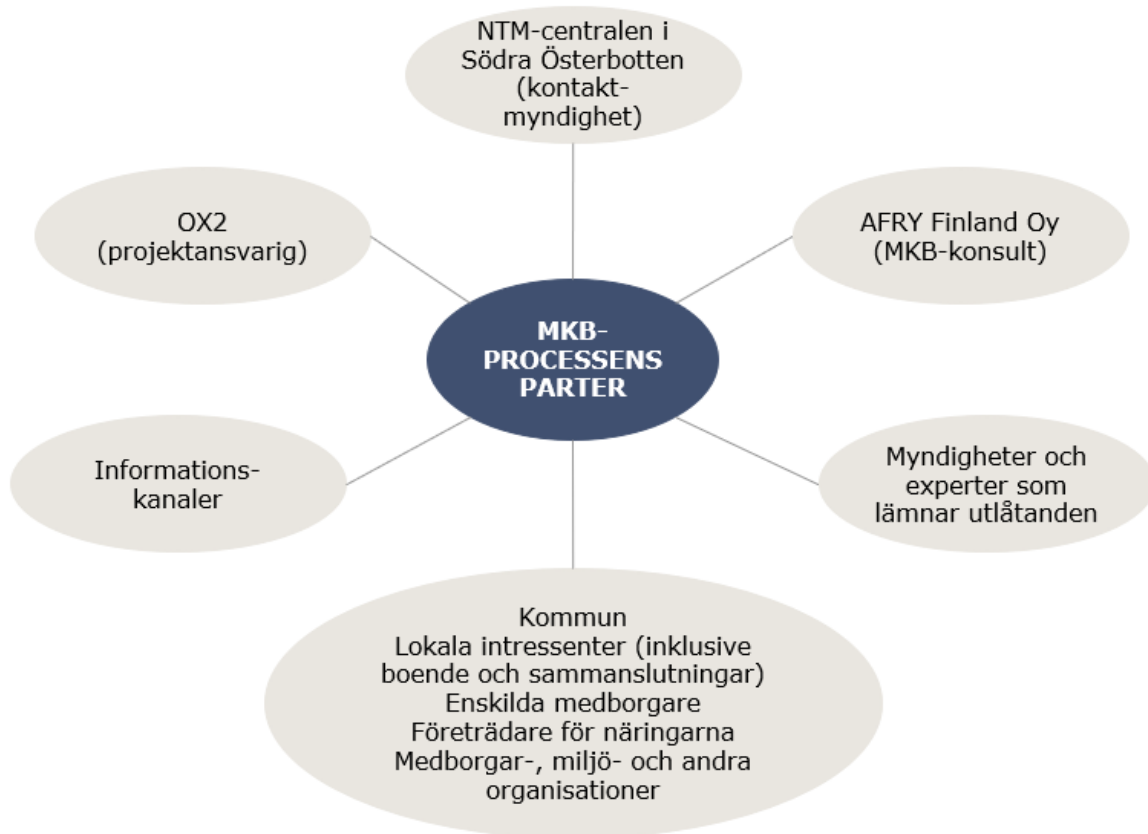 NTM-centralen i
Södra Österbotten
(kontakt-
myndighet)
OX2
(projektansvarig)
AFRY Finland Oy
(MKB-konsult)
MKB-
PROCESSENS
PARTER
Informations-
kanaler
Myndigheter och
experter som
lämnar utlåtanden
Kommun
Lokala intressenter (inklusive
boende och sammanslutningar)
Enskilda medborgare
Företrädare för näringarna
Medborgar-, miljö- och andra
organisationer